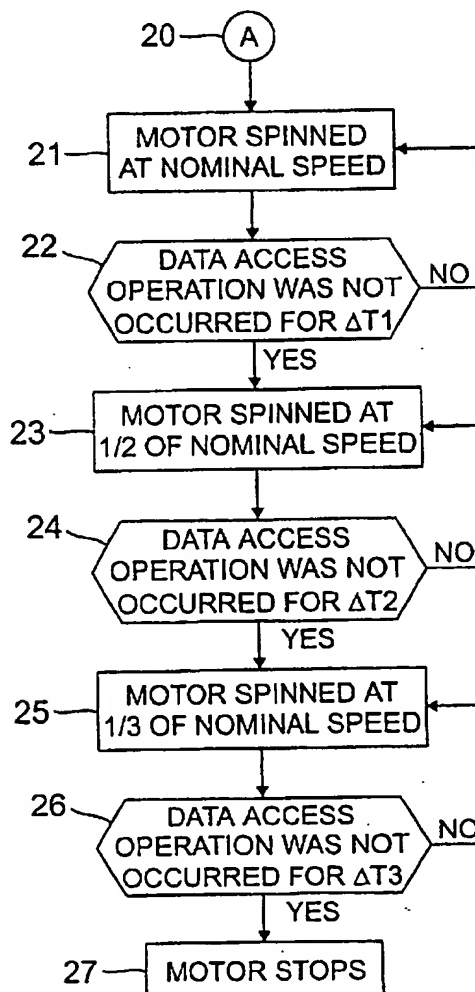 20
A
21
MOTOR SPINNED
AT NOMINAL SPEED
22
DATA ACCESS
OPERATION WAS NOT
OCCURRED FOR ΔT1
NO
YES
23
MOTOR SPINNED AT
1/2 OF NOMINAL SPEED
24
DATA ACCESS
OPERATION WAS NOT
OCCURRED FOR ΔT2
NO
YES
25
MOTOR SPINNED AT
1/3 OF NOMINAL SPEED
26
DATA ACCESS
OPERATION WAS NOT
OCCURRED FOR ΔT3
NO
YES
27
MOTOR STOPS